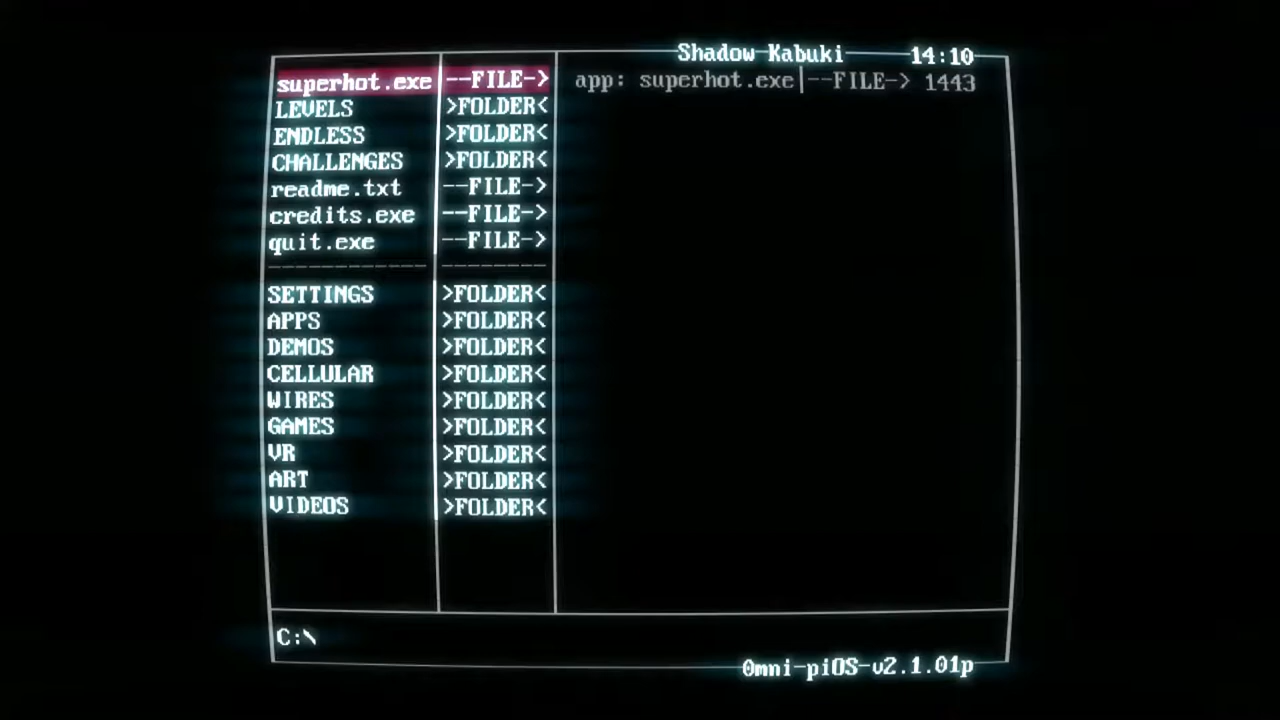 Shadow Kabuki 14:10
superhot.exe --FILE-> app: superhot.exe|--FILE-> 1443
LEVELS >FOLDER<
ENDLESS >FOLDER<
CHALLENGES >FOLDER<
readme.txt --FILE->
credits.exe --FILE->
quit.exe --FILE->
SETTINGS >FOLDER<
APPS >FOLDER<
DEMOS >FOLDER<
CELLULAR >FOLDER<
WIRES >FOLDER<
GAMES >FOLDER<
VR >FOLDER<
ART >FOLDER<
VIDEOS >FOLDER<
C:\
0mni-piOS-v2.1.01p